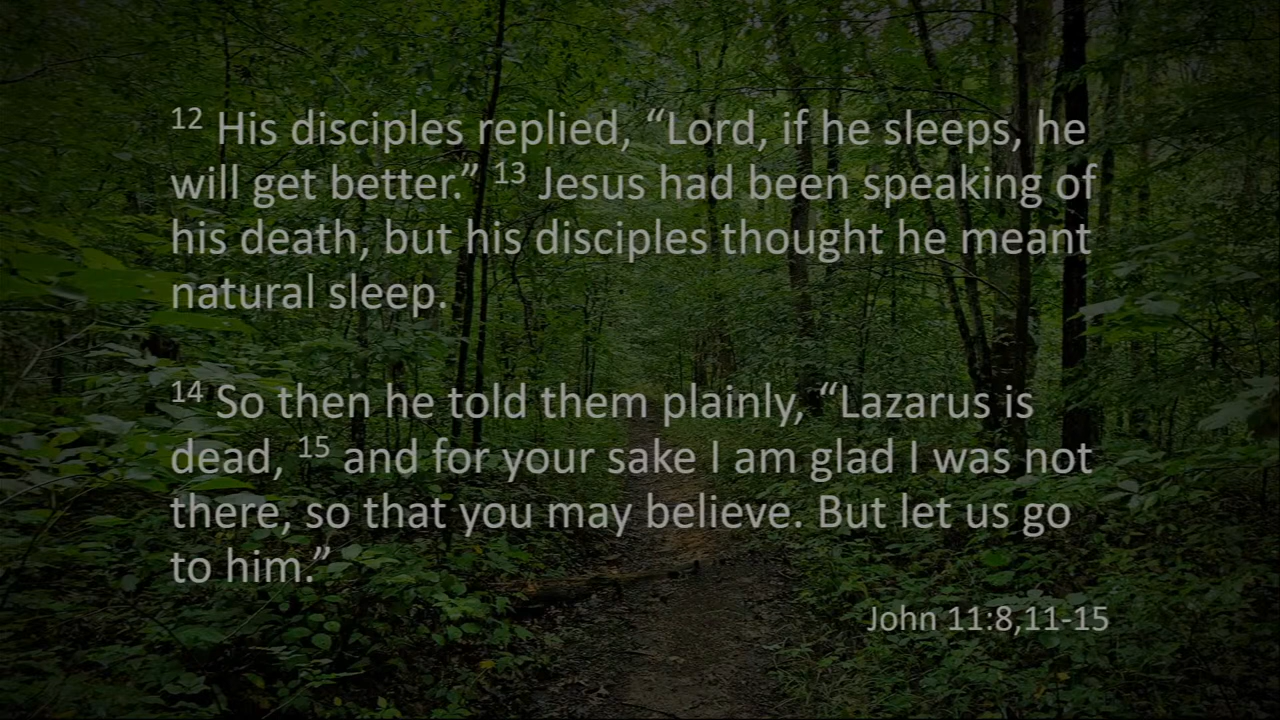 12 His disciples replied, “Lord, if he sleeps, he
will get better.” 13 Jesus had been speaking of
his death, but his disciples thought he meant
natural sleep.
14 So then he told them plainly, “Lazarus is
dead, 15 and for your sake I am glad I was not
there, so that you may believe. But let us go
to him.”
John 11:8,11-15